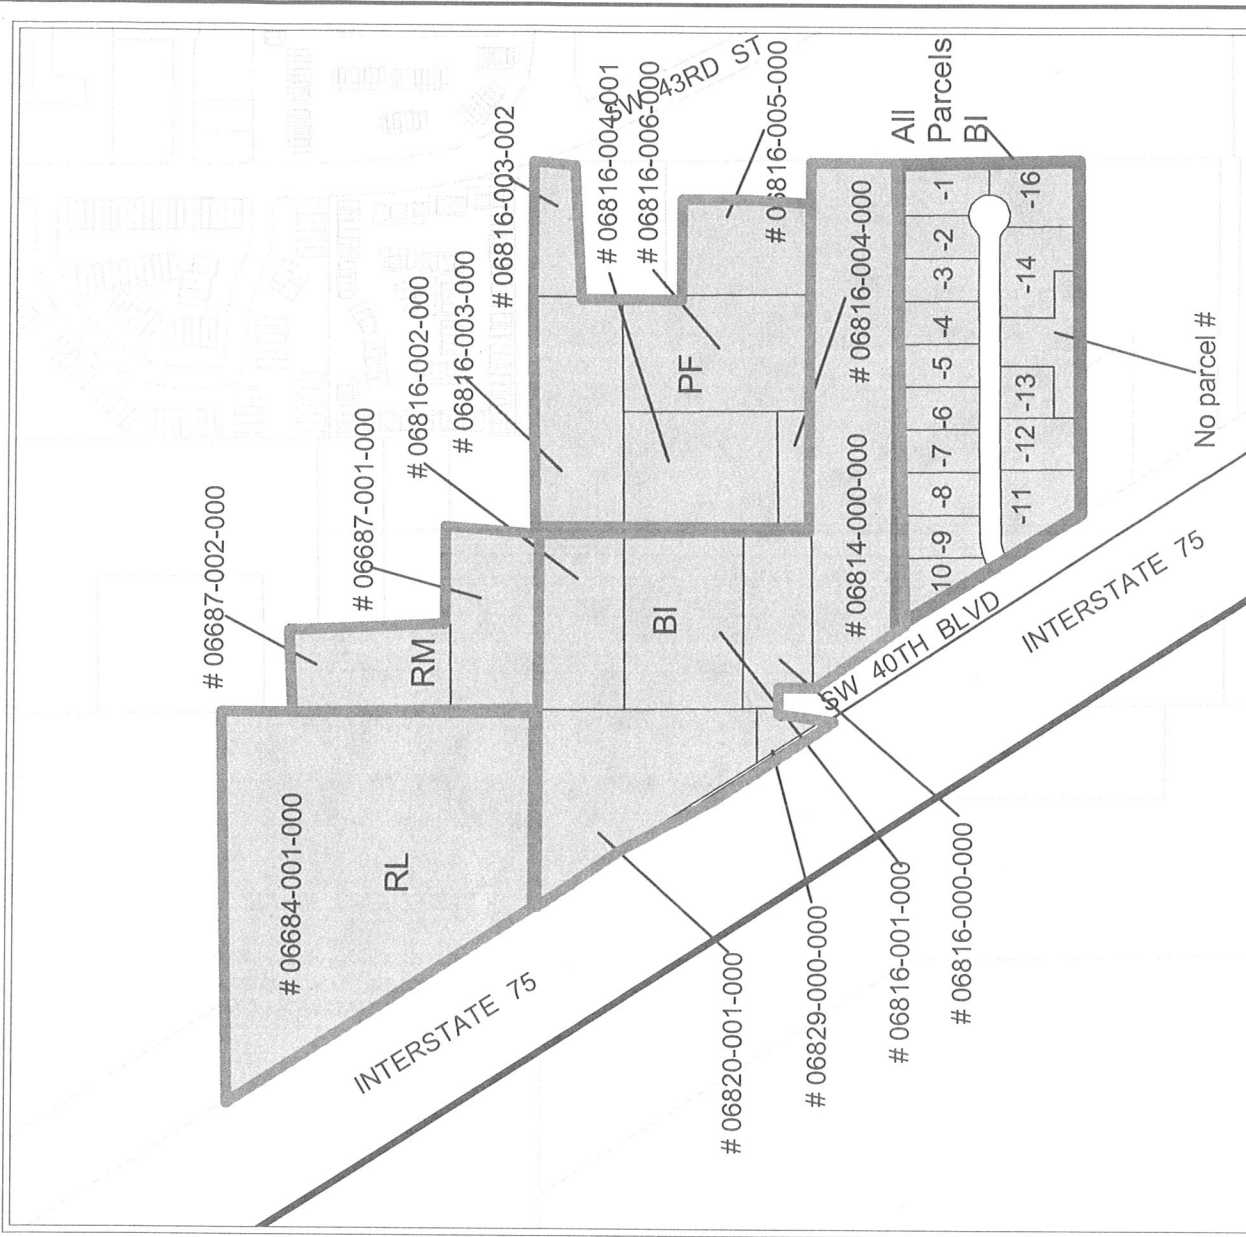 SW 43RD ST
# 06816-003-002
# 06816-004-001
# 06816-006-000
# 06816-005-000
All
Parcels
BI
# 06816-002-000
# 06816-003-000
# 06816-004-000
-1
-2
-3
-4
-5
-6
-7
-8
-9
10
-16
-14
-13
-12
-11
PF
# 06687-002-000
# 06687-001-000
# 06814-000-000
No parcel #
RM
BI
SW 40TH BLVD
INTERSTATE 75
# 06684-001-000
RL
INTERSTATE 75
# 06820-001-000
# 06829-000-000
# 06816-001-000
# 06816-000-000